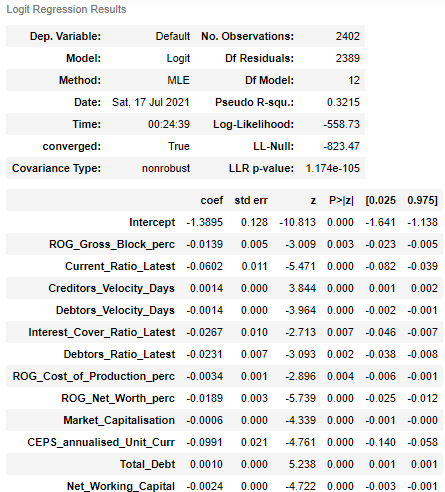 Logit Regression Results
Dep. Variable: Default No. Observations: 2402
Model: Logit Df Residuals: 2389
Method: MLE Df Model: 12
Date: Sat, 17 Jul 2021 Pseudo R-squ.: 0.3215
Time: 00:24:39 Log-Likelihood: -558.73
converged: True LL-Null: -823.47
Covariance Type: nonrobust LLR p-value: 1.174e-105
coef std err z P>|z| [0.025 0.975]
Intercept -1.3895 0.128 -10.813 0.000 -1.641 -1.138
ROG_Gross_Block_perc -0.0139 0.005 -3.009 0.003 -0.023 -0.005
Current_Ratio_Latest -0.0602 0.011 -5.471 0.000 -0.082 -0.039
Creditors_Velocity_Days 0.0014 0.000 3.844 0.000 0.001 0.002
Debtors_Velocity_Days -0.0014 0.000 -3.964 0.000 -0.002 -0.001
Interest_Cover_Ratio_Latest -0.0267 0.010 -2.713 0.007 -0.046 -0.007
Debtors_Ratio_Latest -0.0231 0.007 -3.093 0.002 -0.038 -0.008
ROG_Cost_of_Production_perc -0.0034 0.001 -2.896 0.004 -0.006 -0.001
ROG_Net_Worth_perc -0.0189 0.003 -5.739 0.000 -0.025 -0.012
Market_Capitalisation -0.0006 0.000 -4.339 0.000 -0.001 -0.000
CEPS_annualised_Unit_Curr -0.0991 0.021 -4.761 0.000 -0.140 -0.058
Total_Debt 0.0010 0.000 5.238 0.000 0.001 0.001
Net_Working_Capital -0.0024 0.000 -4.722 0.000 -0.003 -0.001